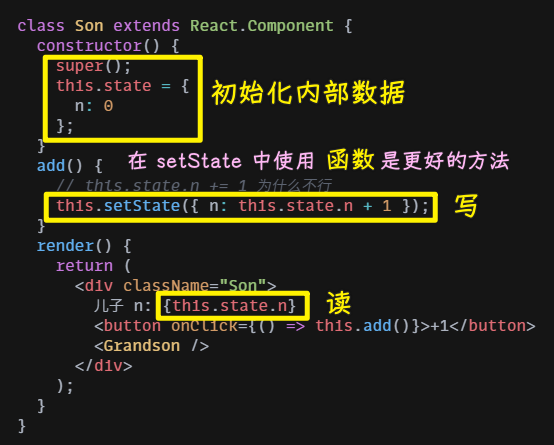 class Son extends React.Component {
constructor() {
super();
this.state = {
n: 0
};
初始化内部数据
}
add() {
在 setState 中使用 函数 是更好的方法
// this.state.n += 1 为什么不行
this.setState({ n: this.state.n + 1 });
写
}
render() {
return (
<div className="Son">
儿子 n: {this.state.n}
读
<button onClick={() => this.add()}>+1</button>
<Grandson />
</div>
);
}
}